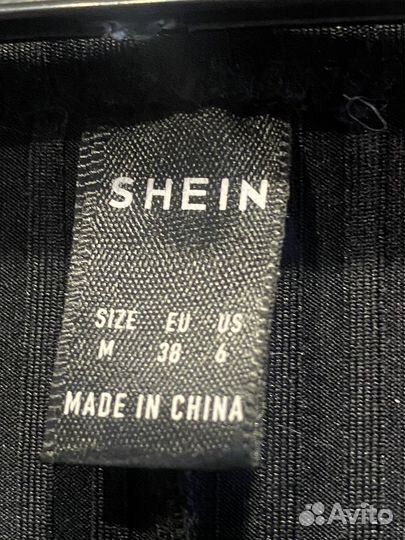 SHEIN
SIZE EU US
M 38 6
MADE IN CHINA
Avito